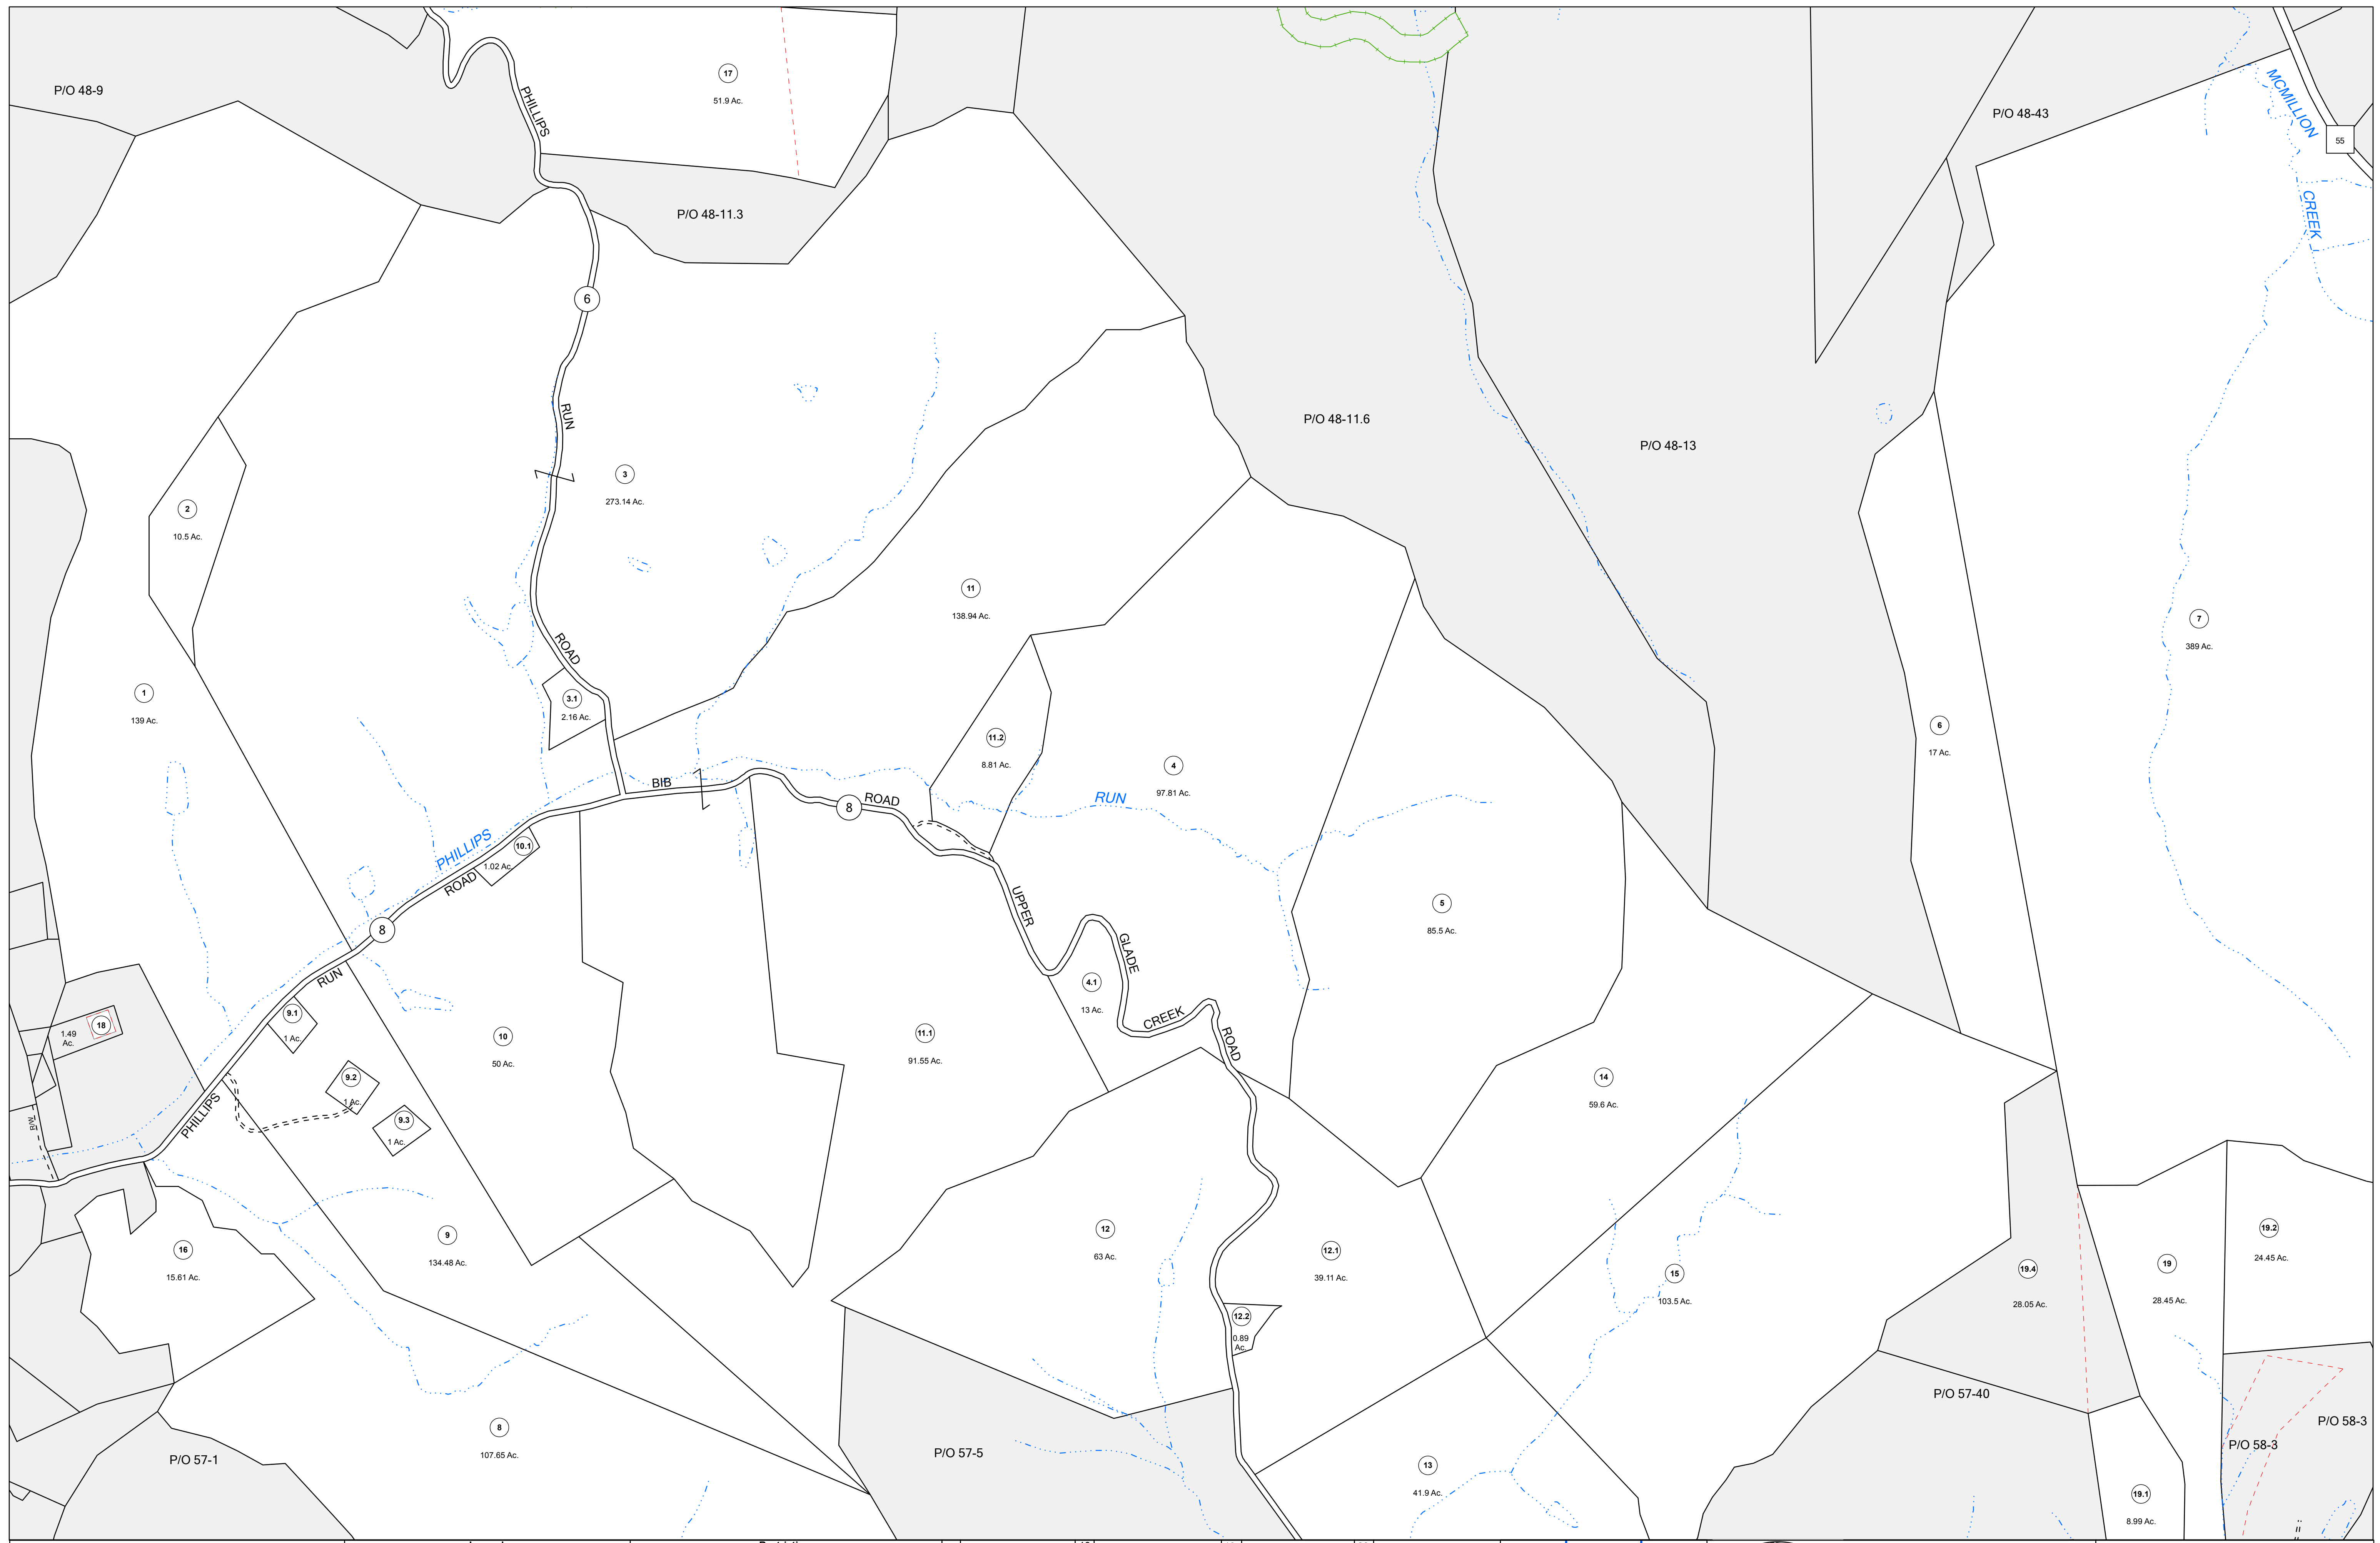 P/O 48-9
17
51.9 Ac.
PHILLIPS
P/O 48-43
MCMILLION
55
CREEK
P/O 48-11.3
6
RUN
P/O 48-11.6
P/O 48-13
3
273.14 Ac.
2
10.5 Ac.
11
138.94 Ac.
7
389 Ac.
ROAD
3.1
2.16 Ac.
1
139 Ac.
6
17 Ac.
11.2
8.81 Ac.
4
97.81 Ac.
BIB
8
ROAD
RUN
PHILLIPS
10.1
1.02 Ac.
ROAD
8
UPPER
5
85.5 Ac.
GLADE
RUN
4.1
13 Ac.
CREEK
ROAD
9.1
1 Ac.
18
1.49
Ac.
10
50 Ac.
11.1
91.55 Ac.
9.2
1 Ac.
14
59.6 Ac.
PHILLIPS
9.3
1 Ac.
BIW
9
134.48 Ac.
12
63 Ac.
12.1
39.11 Ac.
16
15.61 Ac.
15
103.5 Ac.
19.4
28.05 Ac.
19
28.45 Ac.
19.2
24.45 Ac.
12.2
0.89
Ac.
P/O 57-40
P/O 58-3
P/O 58-3
8
107.65 Ac.
P/O 57-1
P/O 57-5
13
41.9 Ac.
19.1
8.99 Ac.